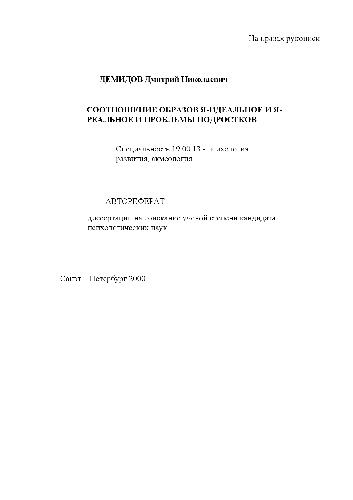 На правах рукописи
ДЕМИДОВ Дмитрий Николаевич
СООТНОШЕНИЕ ОБРАЗОВ Я-ИДЕАЛЬНОЕ И Я-
РЕАЛЬНОЕ И ПРОБЛЕМЫ ПОДРОСТКОВ
Специальность 19.00.13 - психология
развития, акмеология
АВТОРЕФЕРАТ
диссертации на соискание ученой степени кандидата
психологических наук
Санкт – Петербург 2000